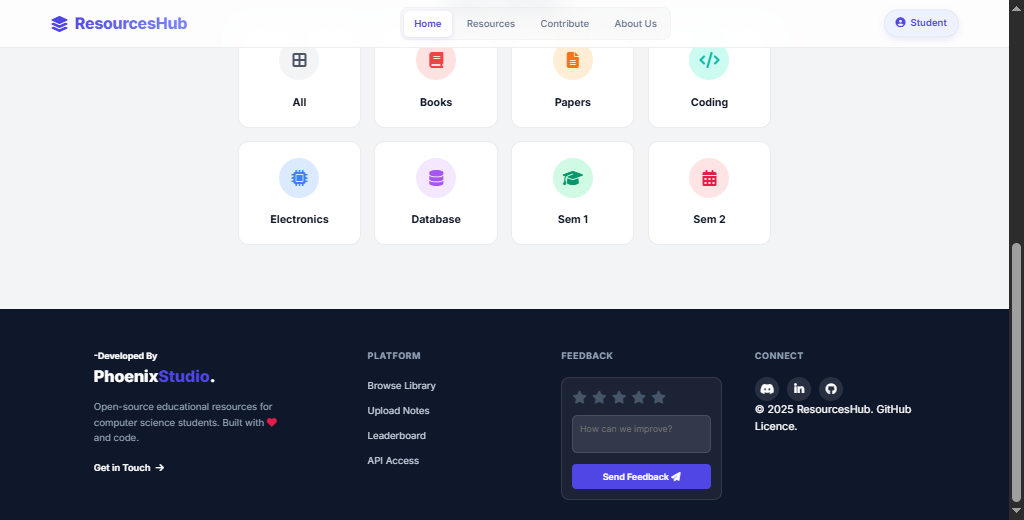 ResourcesHub
Home Resources Contribute About Us
Student
All Books Papers Coding
Electronics Database Sem 1 Sem 2
-Developed By
PhoenixStudio.
Open-source educational resources for
computer science students. Built with
and code.
Get in Touch
PLATFORM
Browse Library
Upload Notes
Leaderboard
API Access
FEEDBACK
How can we improve?
Send Feedback
CONNECT
© 2025 ResourcesHub. GitHub
Licence.